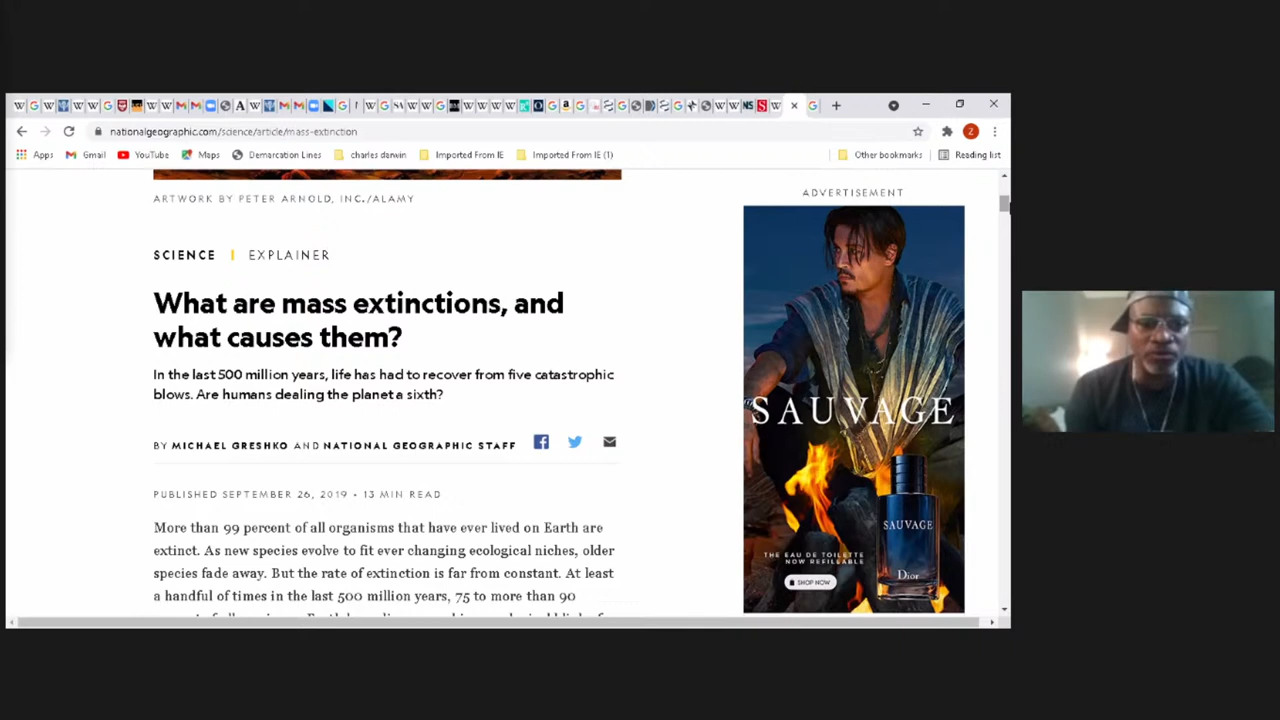 nationalgeographic.com/science/article/mass-extinction
Apps
Gmail
YouTube
Maps
Demarcation Lines
charles darwin
Imported From IE
Imported From IE (1)
Other bookmarks
Reading list
ARTWORK BY PETER ARNOLD, INC./ALAMY
SCIENCE | EXPLAINER
What are mass extinctions, and
what causes them?
In the last 500 million years, life has had to recover from five catastrophic
blows. Are humans dealing the planet a sixth?
BY MICHAEL GRESHKO AND NATIONAL GEOGRAPHIC STAFF
PUBLISHED SEPTEMBER 26, 2019 • 13 MIN READ
More than 99 percent of all organisms that have ever lived on Earth are
extinct. As new species evolve to fit ever changing ecological niches, older
species fade away. But the rate of extinction is far from constant. At least
a handful of times in the last 500 million years, 75 to more than 90
ADVERTISEMENT
SAUVAGE
SAUVAGE
THE EAU DE TOILETTE
NOW REFILLABLE
SHOP NOW
Dior